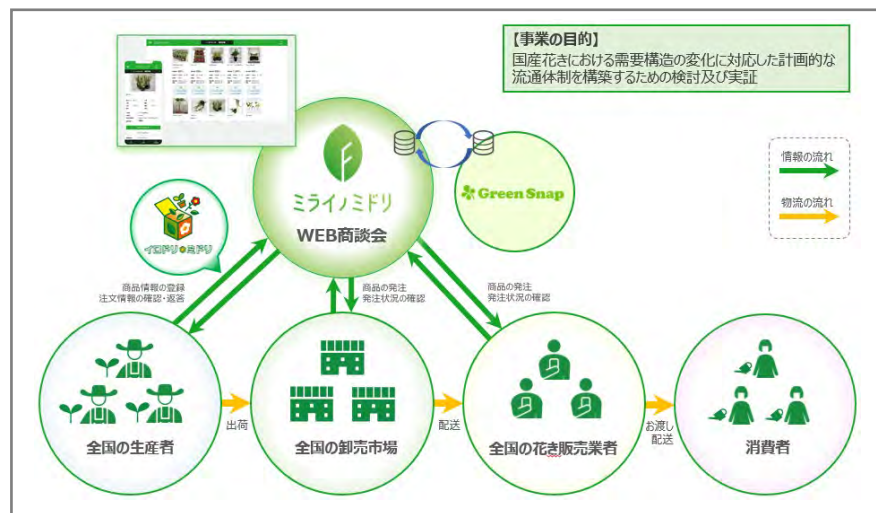 【事業の目的】
国産花きにおける需要構造の変化に対応した計画的な
流通体制を構築するための検討及び実証
情報の流れ
物流の流れ
ミライノミドリ
WEB商談会
Green Snap
イロドリミドリ
商品情報の登録
注文情報の確認・返答
商品の発注
発注状況の確認
商品の発注
発注状況の確認
全国の生産者
出荷
全国の卸売市場
配送
全国の花き販売業者
お渡し
配送
消費者